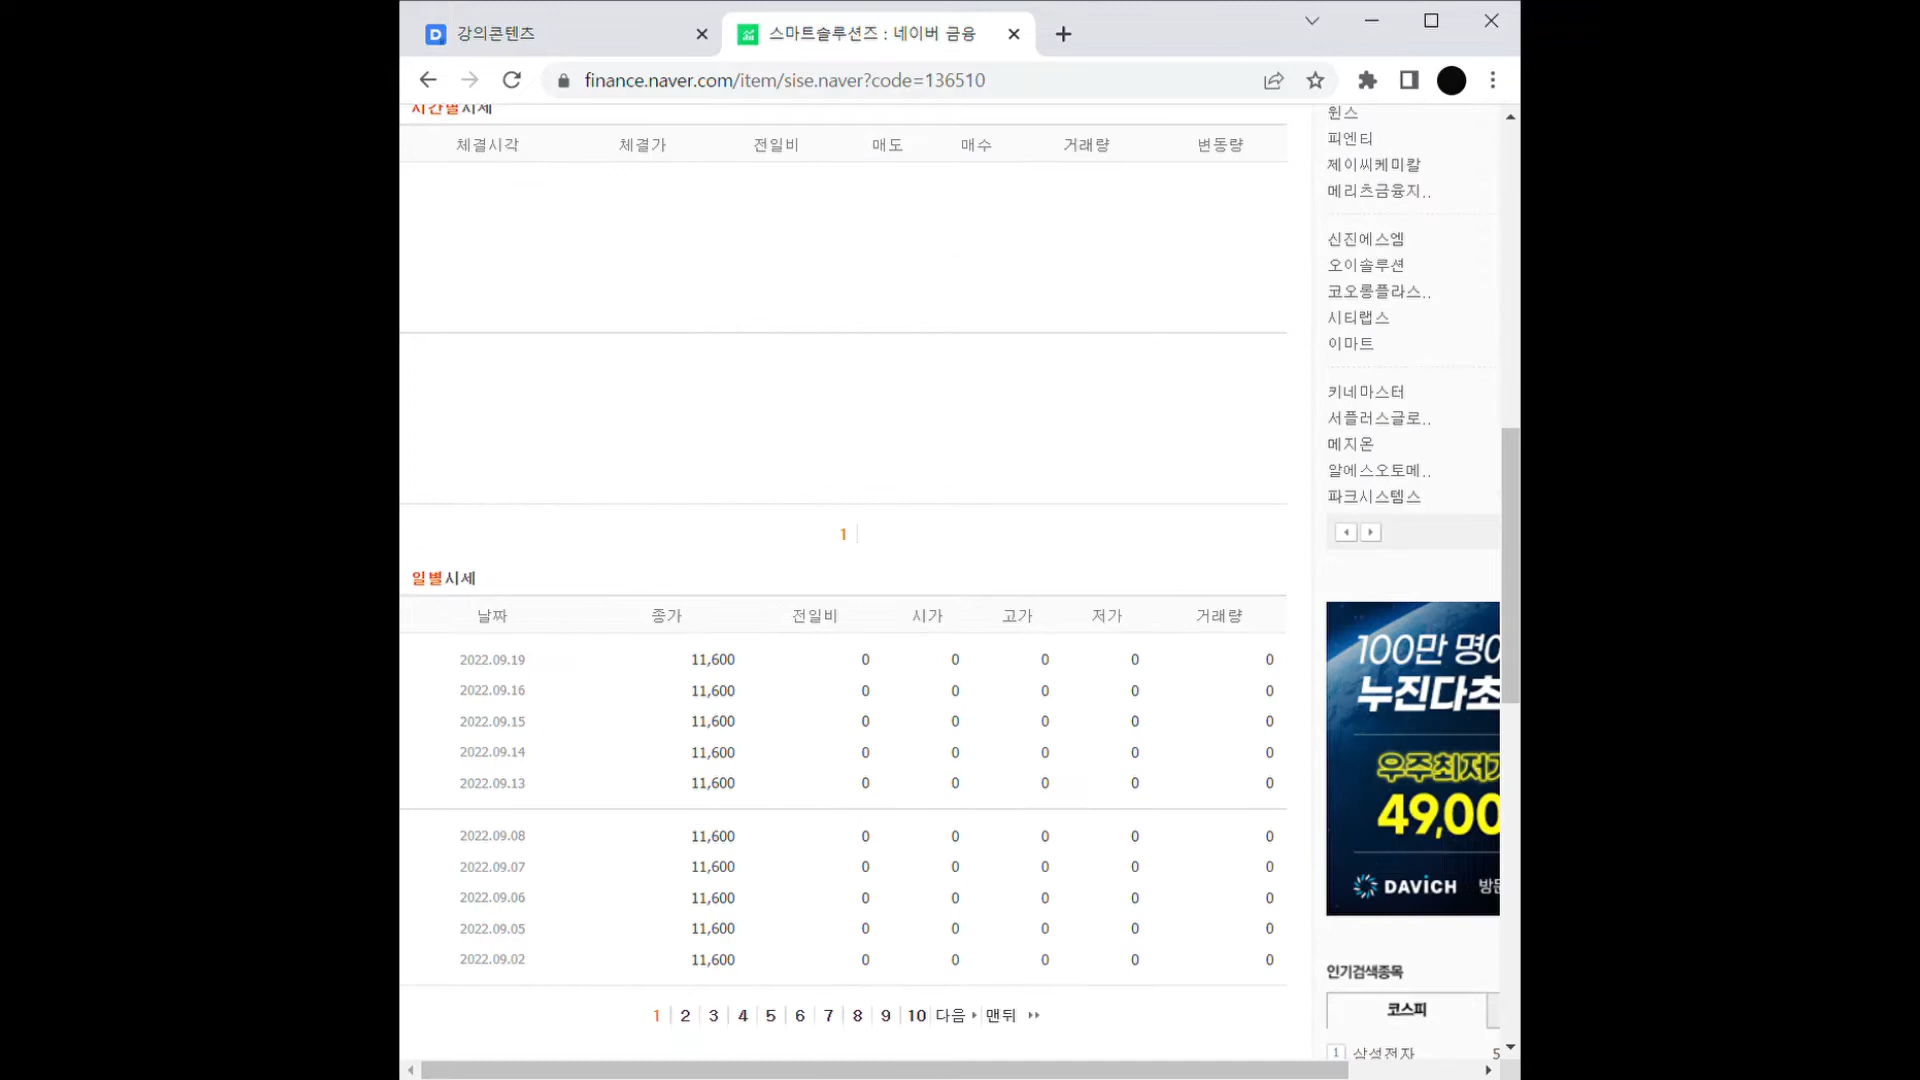 강의콘텐츠
스마트솔루션즈 : 네이버 금융
finance.naver.com/item/sise.naver?code=136510
시간별시세
체결시각 체결가 전일비 매도 매수 거래량 변동량
1
일별시세
날짜 종가 전일비 시가 고가 저가 거래량
2022.09.19 11,600 0 0 0 0 0
2022.09.16 11,600 0 0 0 0 0
2022.09.15 11,600 0 0 0 0 0
2022.09.14 11,600 0 0 0 0 0
2022.09.13 11,600 0 0 0 0 0
2022.09.08 11,600 0 0 0 0 0
2022.09.07 11,600 0 0 0 0 0
2022.09.06 11,600 0 0 0 0 0
2022.09.05 11,600 0 0 0 0 0
2022.09.02 11,600 0 0 0 0 0
1 2 3 4 5 6 7 8 9 10 다음 맨뒤
윈스
피엔티
제이씨케미칼
메리츠금융지..
신진에스엠
오이솔루션
코오롱플라스..
시티랩스
이마트
키네마스터
서플러스글로..
메지온
알에스오토메..
파크시스템스
100만 명이
누진다초
우주최저가
49,00
DAVICH 방문
인기검색종목
코스피
1 삼성전자 5